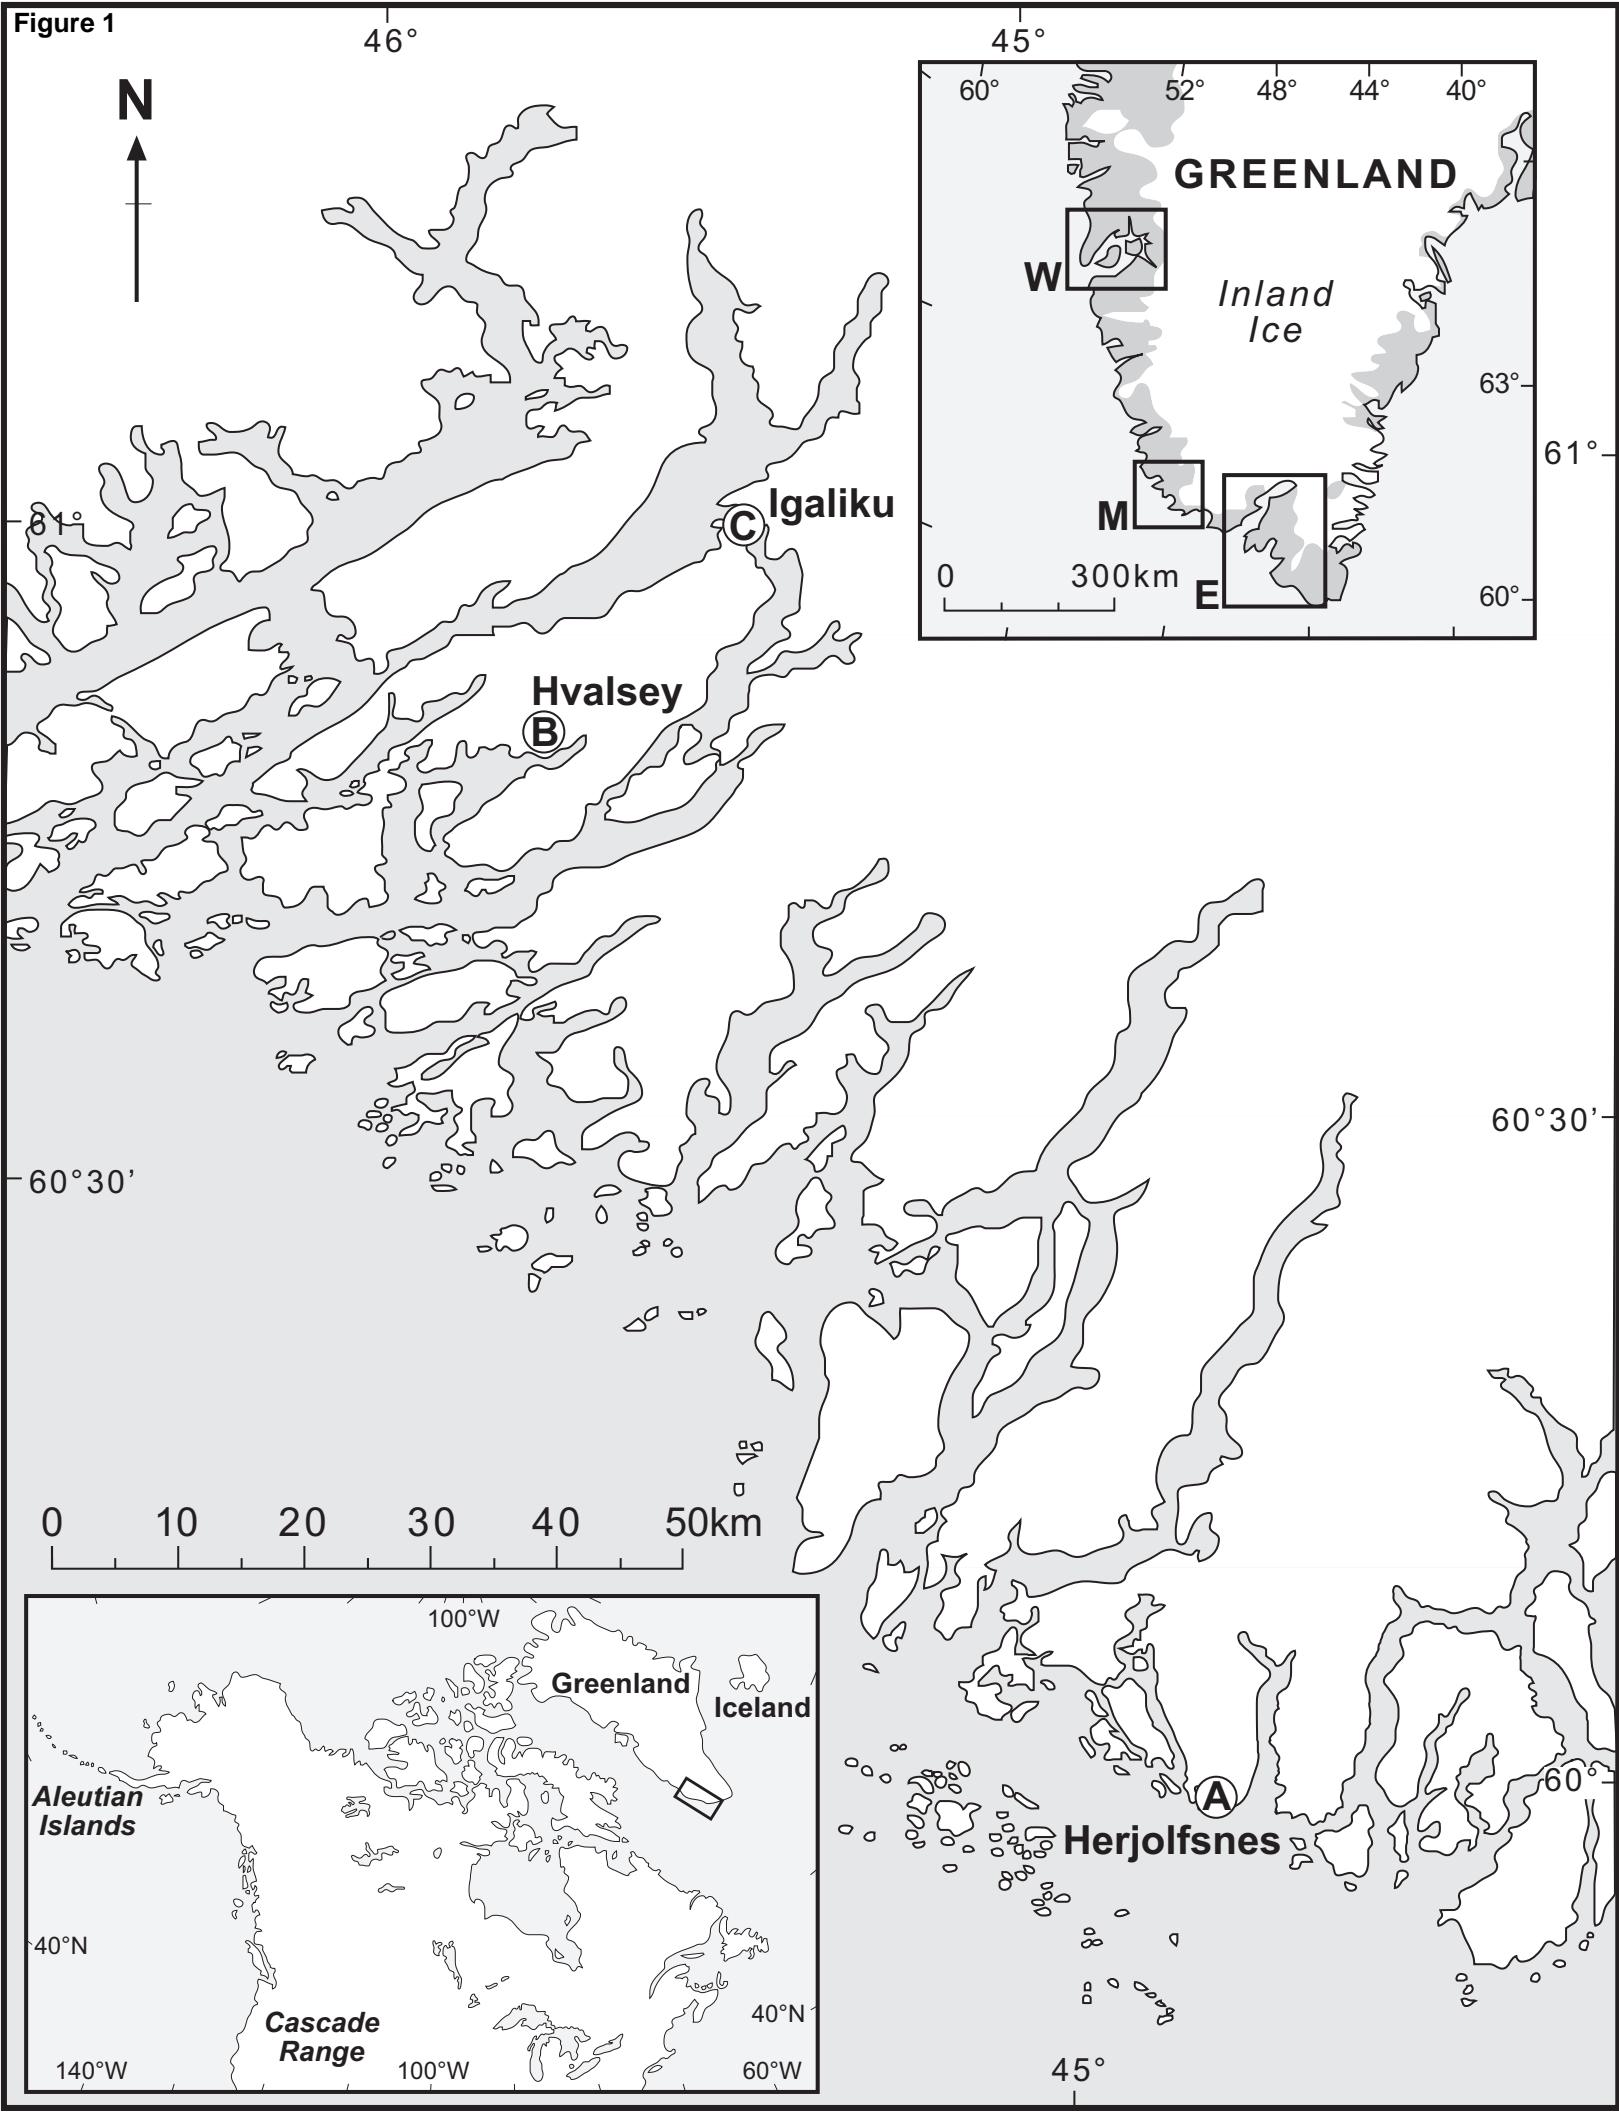 Figure 1
46°
45°
N
60°
52°
48°
44°
40°
GREENLAND
W
Inland
Ice
63°
61°
M
0
300km
E
60°
61°
C
Igaliku
Hvalsey
B
60°30’
60°30’
0
10
20
30
40
50km
100°W
Greenland
Iceland
Aleutian
Islands
60°
A
Herjolfsnes
40°N
40°N
Cascade
Range
140°W
100°W
60°W
45°